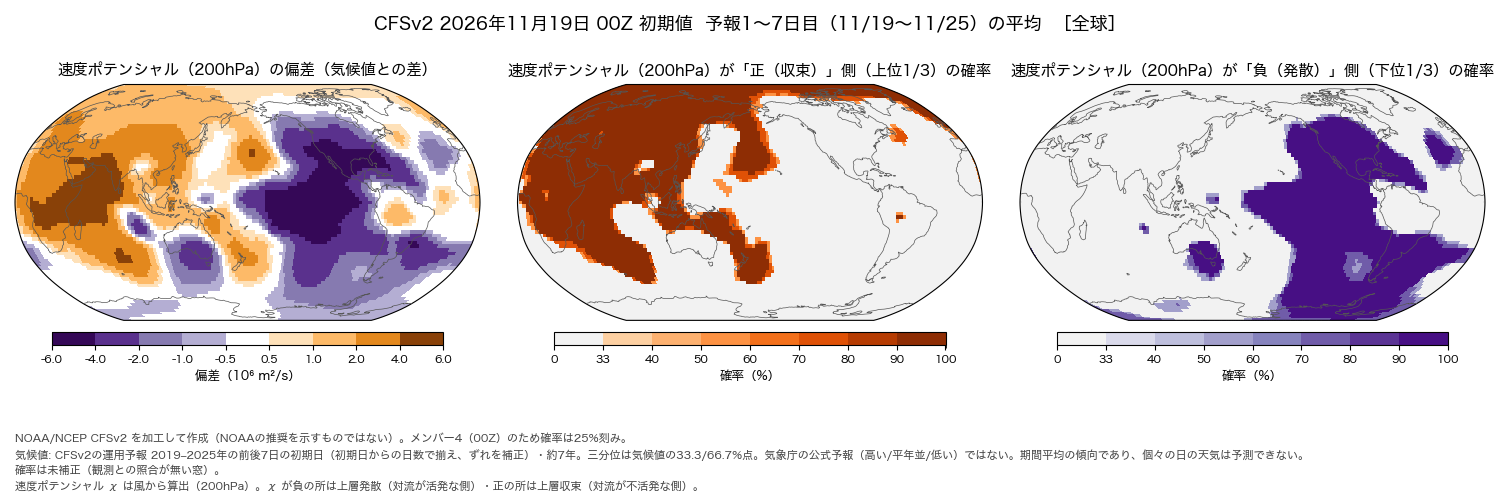 CFSv2 2026年11月19日 00Z 初期値 予報1～7日目（11/19～11/25）の平均 ［全球］
速度ポテンシャル（200hPa）の偏差（気候値との差）
速度ポテンシャル（200hPa）が「正（収束）」側（上位1/3）の確率
速度ポテンシャル（200hPa）が「負（発散）」側（下位1/3）の確率
-6.0 -4.0 -2.0 -1.0 -0.5 0.5 1.0 2.0 4.0 6.0
偏差（10⁶ m²/s）
0 33 40 50 60 70 80 90 100
確率（%）
0 33 40 50 60 70 80 90 100
確率（%）
NOAA/NCEP CFSv2 を加工して作成（NOAAの推奨を示すものではない）。メンバー4（00Z）のため確率は25%刻み。
気候値: CFSv2の運用予報 2019–2025年の前後7日の初期日（初期日からの日数で揃え、ずれを補正）・約7年。三分位は気候値の33.3/66.7%点。気象庁の公式予報（高い/平年並/低い）ではない。期間平均の傾向であり、個々の日の天気は予測できない。
確率は未補正（観測との照合が無い窓）。
速度ポテンシャル χ は風から算出（200hPa）。χ が負の所は上層発散（対流が活発な側）・正の所は上層収束（対流が不活発な側）。